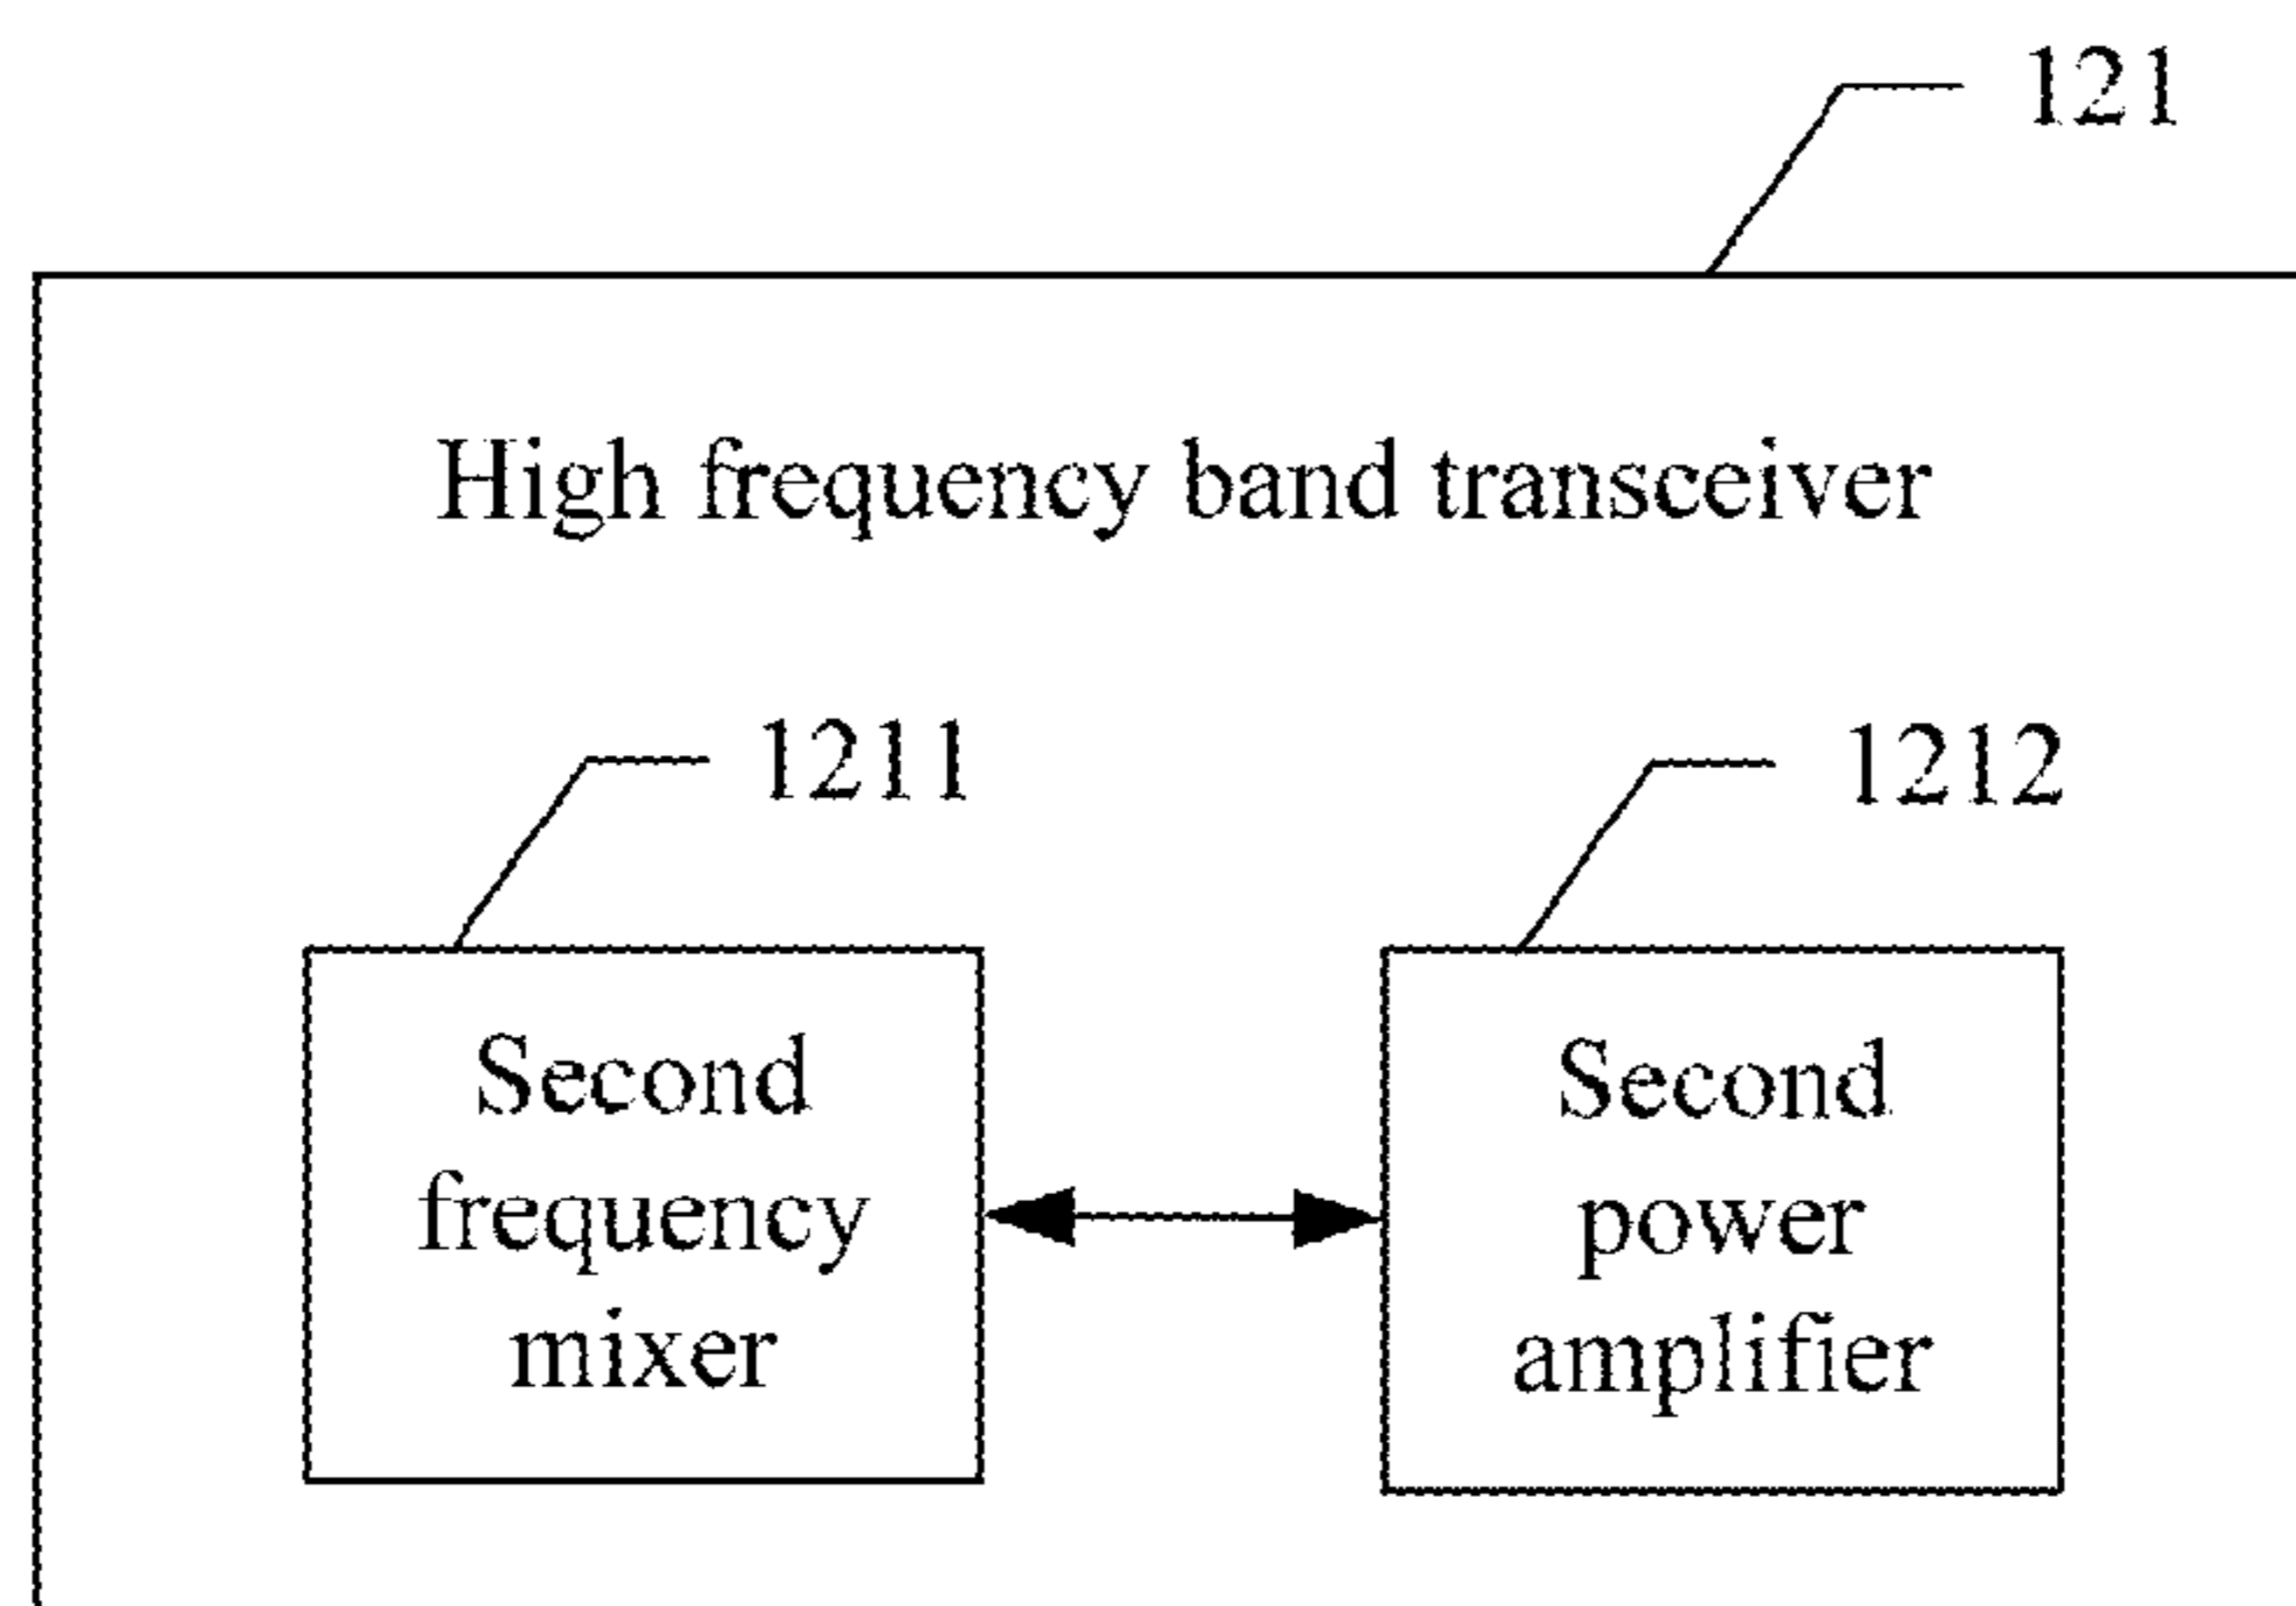 121
High frequency band transceiver
1211
1212
Second
frequency
mixer
Second
power
amplifier